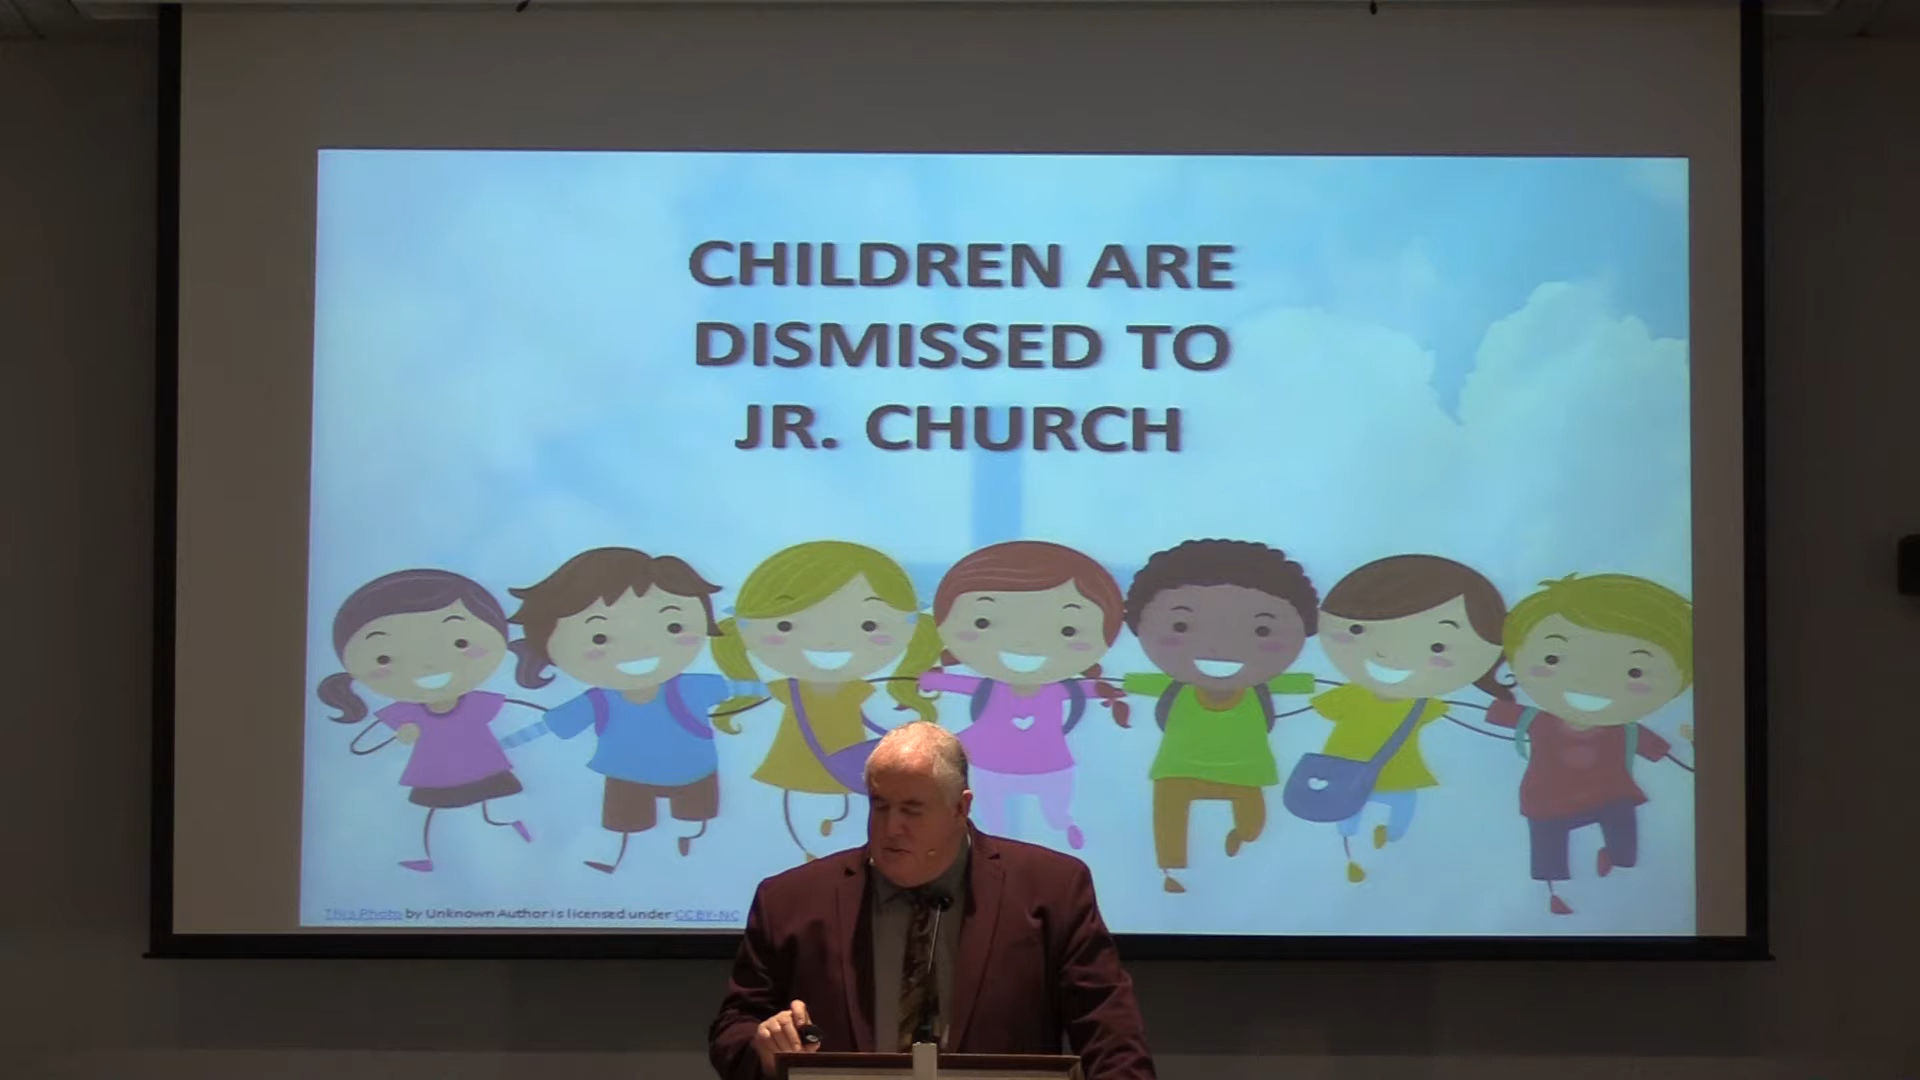 CHILDREN ARE
DISMISSED TO
JR. CHURCH
This Photo by Unknown Author is licensed under CC BY-NC